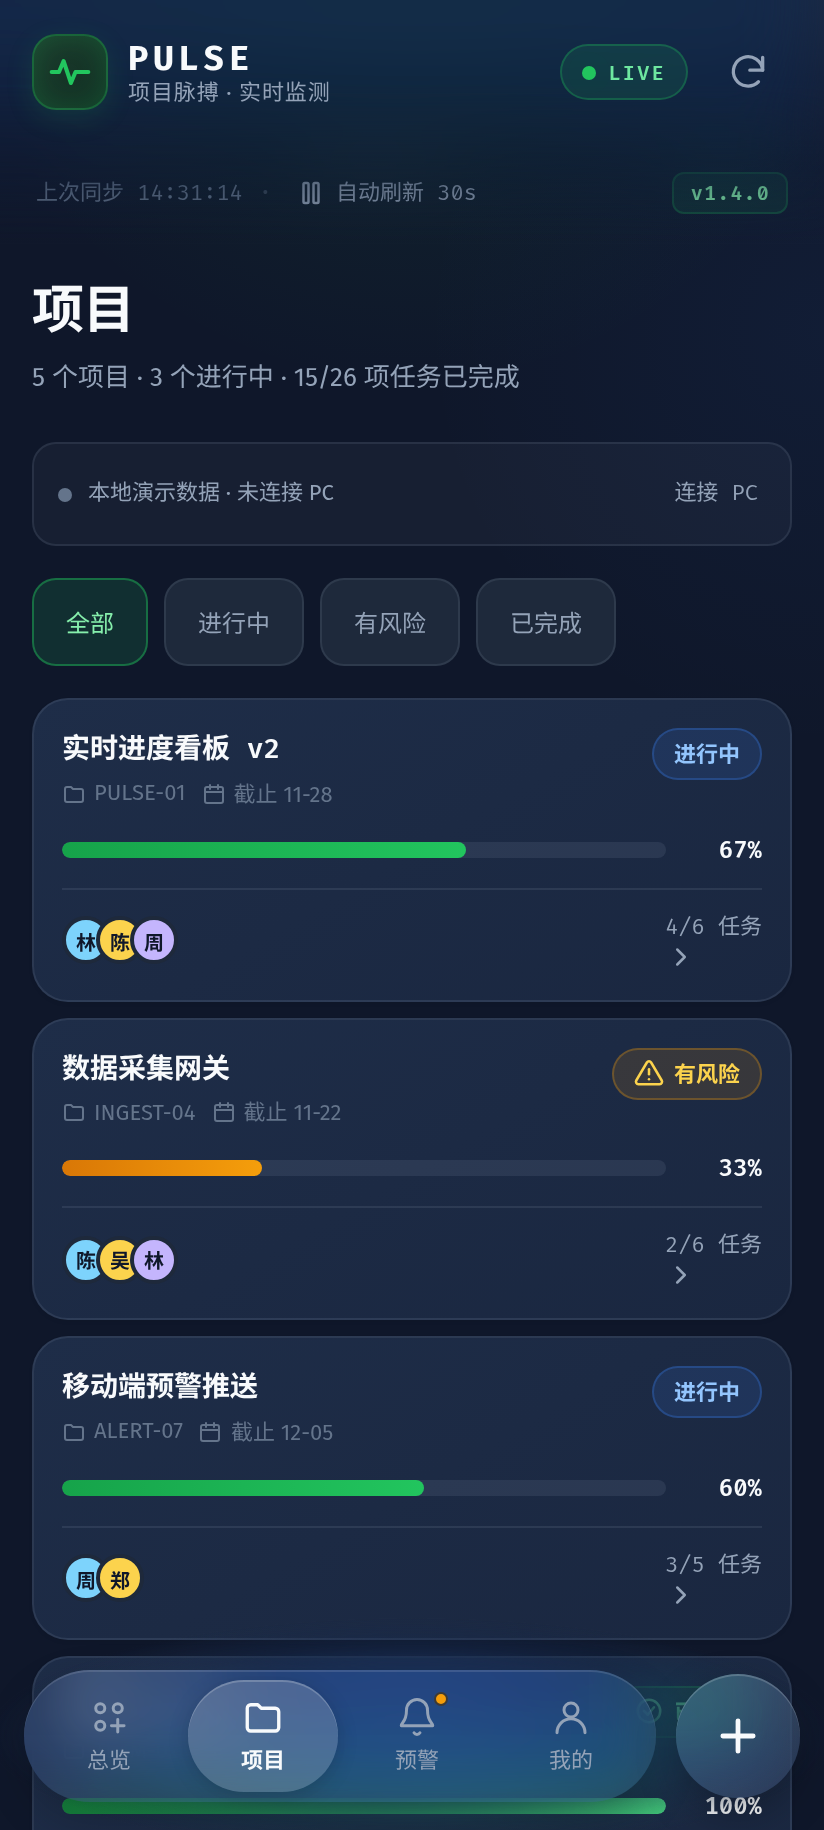 PULSE
项目脉搏 · 实时监测
LIVE
上次同步 14:31:14 ·
自动刷新 30s
v1.4.0
项目
5 个项目 · 3 个进行中 · 15/26 项任务已完成
本地演示数据 · 未连接 PC
连接 PC
全部
进行中
有风险
已完成
实时进度看板 v2
进行中
PULSE-01
截止 11-28
67%
林
陈
周
4/6 任务
数据采集网关
有风险
INGEST-04
截止 11-22
33%
陈
吴
林
2/6 任务
移动端预警推送
进行中
ALERT-07
截止 12-05
60%
周
郑
3/5 任务
总览
项目
预警
我的
100%